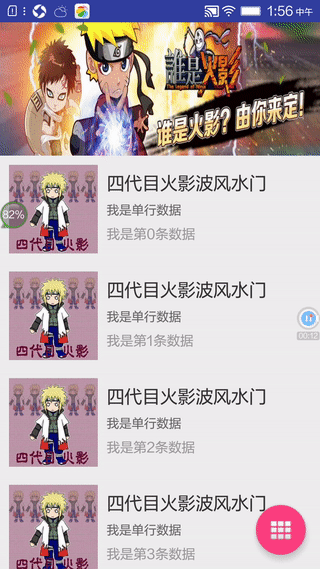 1:56 中午
誰是火影
The Legend of Ninja
谁是火影？由你来定！
四代目火影
四代目火影波风水门
我是单行数据
我是第0条数据
82%
四代目火影
四代目火影波风水门
我是单行数据
我是第1条数据
00:12
四代目火影
四代目火影波风水门
我是单行数据
我是第2条数据
四代目火影
四代目火影波风水门
我是单行数据
我是第3条数据